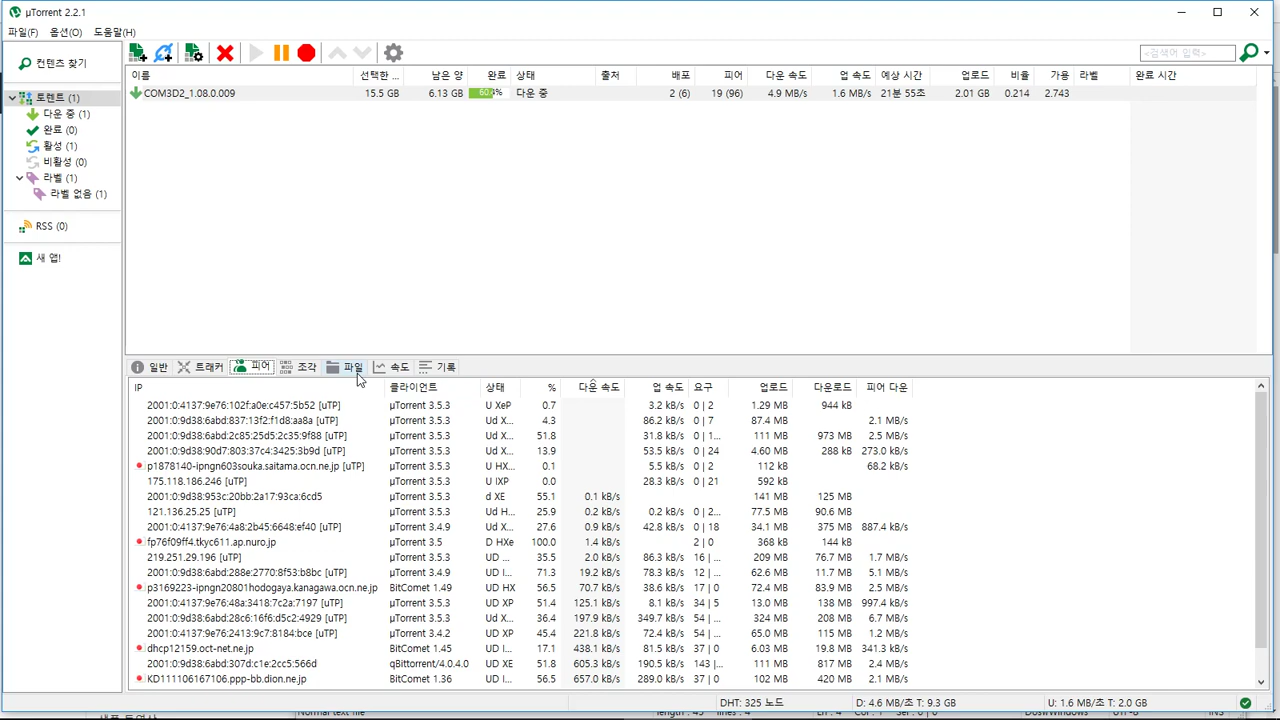 µTorrent 2.2.1
파일(F) 옵션(O) 도움말(H)
컨텐츠 찾기
<검색어 입력>
이름 선택한 ... 남은 양 완료 상태 출처 배포 피어 다운 속도 업 속도 예상 시간 업로드 비율 가용 라벨 완료 시간
COM3D2_1.08.0.009 15.5 GB 6.13 GB 다운 중 2 (6) 19 (96) 4.9 MB/s 1.6 MB/s 21분 55초 2.01 GB 0.214 2.743
토렌트 (1)
다운 중 (1)
완료 (0)
활성 (1)
비활성 (0)
라벨 (1)
라벨 없음 (1)
RSS (0)
새 앱!
일반 트래커 피어 조각 파일 속도 기록
IP 클라이언트 상태 % 다운 속도 업 속도 요구 업로드 다운로드 피어 다운
2001:0:4137:9e76:102f:a0e:c457:5b52 [uTP] µTorrent 3.5.3 U XeP 0.7 3.2 kB/s 0 | 2 1.29 MB 944 kB
2001:0:9d38:6abd:837:13f2:f1d8:aa8a [uTP] µTorrent 3.5.3 Ud X... 4.3 86.2 kB/s 0 | 7 87.4 MB 2.1 MB/s
2001:0:9d38:6abd:2c85:25d5:2c35:9f88 [uTP] µTorrent 3.5.3 Ud X... 51.8 31.8 kB/s 0 | 1... 111 MB 973 MB 2.5 MB/s
2001:0:9d38:90d7:803:37c4:3425:3b9d [uTP] µTorrent 3.5.3 Ud X... 13.9 53.5 kB/s 0 | 24 4.60 MB 288 kB 273.0 kB/s
p1878140-ipngn603souka.saitama.ocn.ne.jp [uTP] µTorrent 3.5.3 U HX... 0.1 5.5 kB/s 0 | 2 112 kB 68.2 kB/s
175.118.186.246 [uTP] µTorrent 3.5.3 U IXP 0.0 28.3 kB/s 0 | 21 592 kB
2001:0:9d38:953c:20bb:2a17:93ca:6cd5 µTorrent 3.5.3 d XE 55.1 0.1 kB/s 141 MB 125 MB
121.136.25.25 [uTP] µTorrent 3.5.3 Ud H... 25.9 0.2 kB/s 0.2 kB/s 0 | 2... 77.5 MB 90.6 MB
2001:0:4137:9e76:4a8:2b45:6648:ef40 [uTP] µTorrent 3.4.9 Ud X... 27.6 0.9 kB/s 42.8 kB/s 0 | 18 34.1 MB 375 MB 887.4 kB/s
fp76f09ff4.tkyc611.ap.nuro.jp µTorrent 3.5 D HXe 100.0 1.4 kB/s 2 | 0 368 kB 144 kB
219.251.29.196 [uTP] µTorrent 3.5.3 UD ... 35.5 2.0 kB/s 86.3 kB/s 16 |... 209 MB 76.7 MB 1.7 MB/s
2001:0:9d38:6abd:288e:2770:8f53:b8bc [uTP] µTorrent 3.4.9 UD I... 71.3 19.2 kB/s 78.3 kB/s 12 |... 62.6 MB 11.7 MB 5.1 MB/s
p3169223-ipngn20801hodogaya.kanagawa.ocn.ne.jp BitComet 1.49 UD HX 56.5 70.7 kB/s 38.6 kB/s 17 | 0 72.4 MB 83.9 MB 2.5 MB/s
2001:0:4137:9e76:48a:3418:7c2a:7197 [uTP] µTorrent 3.5.3 UD XP 51.4 125.1 kB/s 8.1 kB/s 34 | 5 13.0 MB 138 MB 997.4 kB/s
2001:0:9d38:6abd:28c6:16f6:d5c2:4929 [uTP] µTorrent 3.5.3 Ud X... 36.4 197.9 kB/s 349.7 kB/s 54 |... 324 MB 208 MB 6.7 MB/s
2001:0:4137:9e76:2413:9c7:8184:bce [uTP] µTorrent 3.4.2 UD XP 45.4 221.8 kB/s 72.4 kB/s 54 |... 65.0 MB 115 MB 1.2 MB/s
dhcp12159.oct-net.ne.jp BitComet 1.45 UD I... 17.1 438.1 kB/s 81.5 kB/s 37 | 0 6.03 MB 19.8 MB 341.3 kB/s
2001:0:9d38:6abd:307d:c1e:2cc5:566d qBittorrent/4.0.4.0 UD XE 51.8 605.3 kB/s 190.5 kB/s 143 |... 111 MB 817 MB 2.4 MB/s
KD111106167106.ppp-bb.dion.ne.jp BitComet 1.36 UD I... 56.5 657.0 kB/s 289.0 kB/s 37 | 0 102 MB 420 MB 2.1 MB/s
DHT: 325 노드 D: 4.6 MB/초 T: 9.3 GB U: 1.6 MB/초 T: 2.0 GB